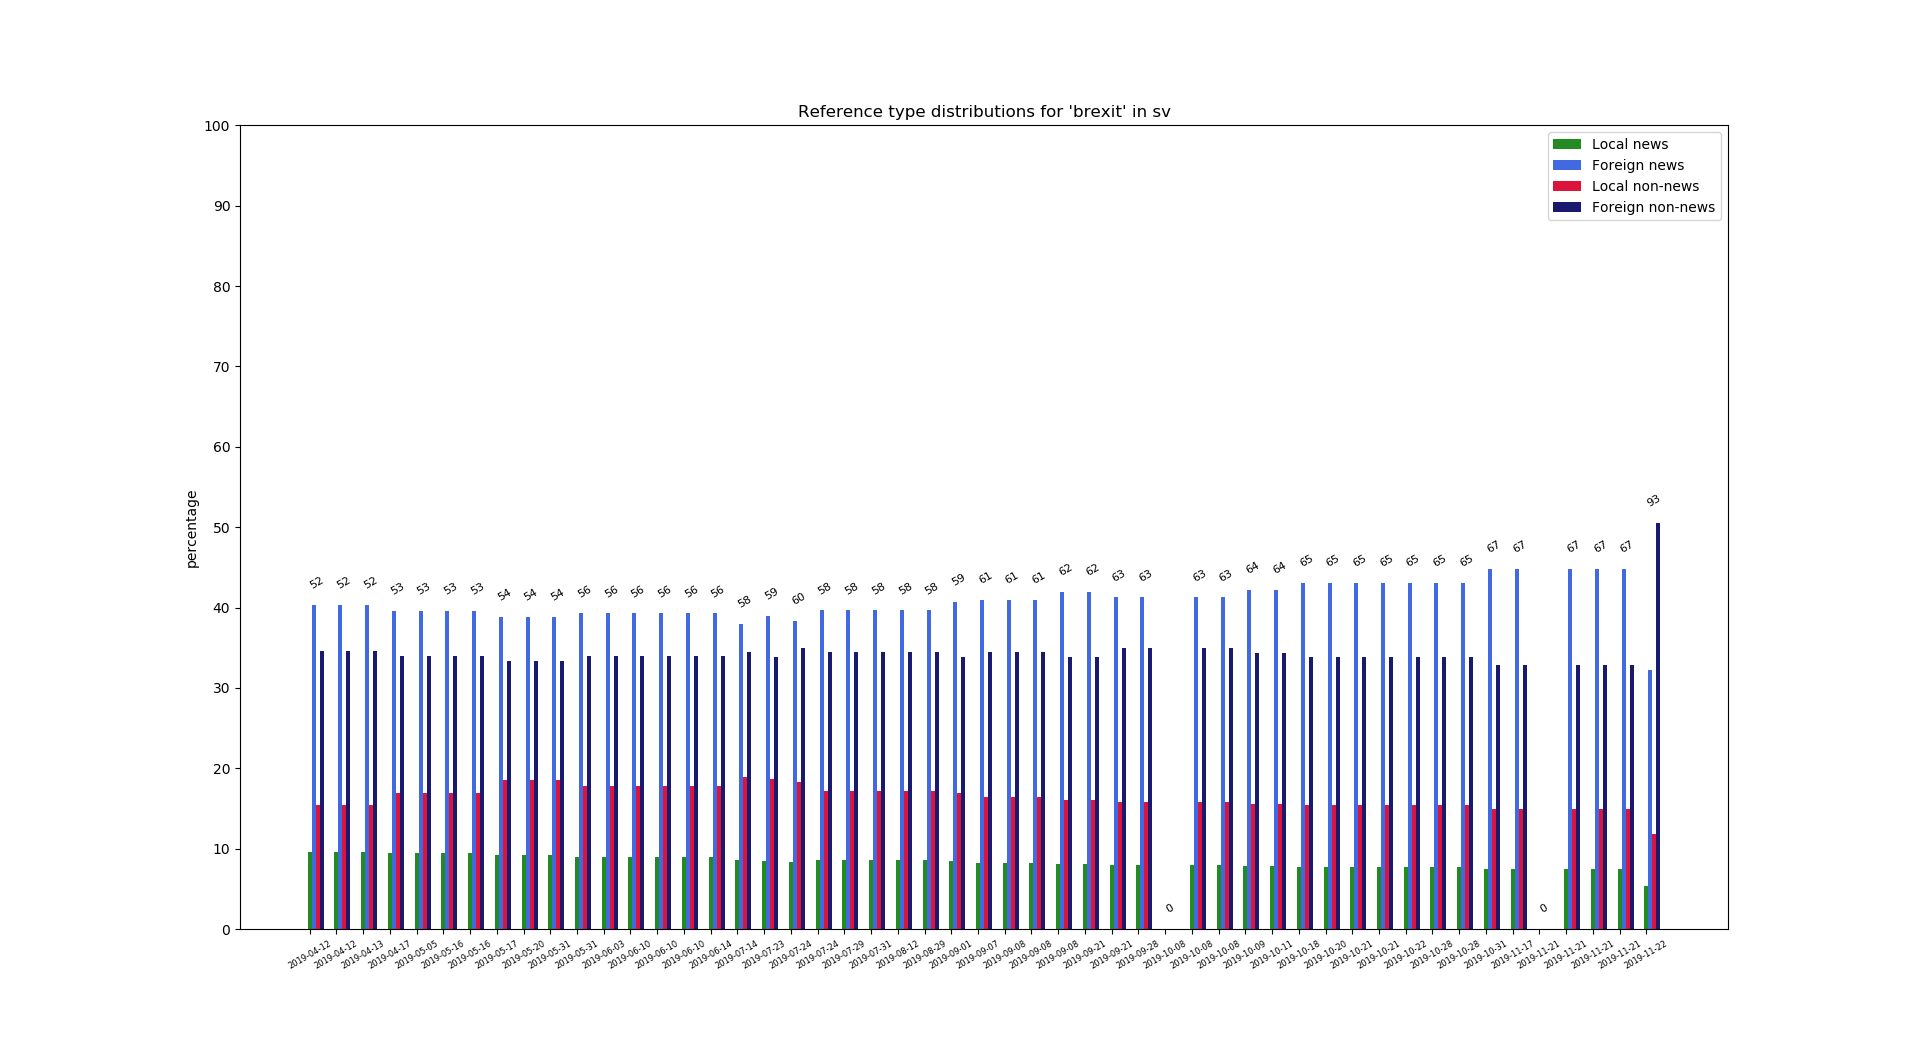 Reference type distributions for 'brexit' in sv
100
90
80
70
60
50
40
30
20
10
0
percentage
Local news
Foreign news
Local non-news
Foreign non-news
52 52 52 53 53 53 53 54 54 54 56 56 56 56 56 56 58 59 60 58 58 58 58 58 59 61 61 61 62 62 63 63 0 63 63 64 64 65 65 65 65 65 65 65 67 67 0 67 67 67 93
2019-04-12 2019-04-12 2019-04-13 2019-04-17 2019-05-05 2019-05-16 2019-05-16 2019-05-17 2019-05-20 2019-05-31 2019-05-31 2019-06-03 2019-06-10 2019-06-10 2019-06-10 2019-06-14 2019-07-14 2019-07-23 2019-07-24 2019-07-24 2019-07-29 2019-07-31 2019-08-12 2019-08-29 2019-09-01 2019-09-07 2019-09-08 2019-09-08 2019-09-08 2019-09-21 2019-09-21 2019-09-28 2019-10-08 2019-10-08 2019-10-08 2019-10-09 2019-10-11 2019-10-18 2019-10-20 2019-10-21 2019-10-21 2019-10-22 2019-10-28 2019-10-28 2019-10-31 2019-11-17 2019-11-21 2019-11-21 2019-11-21 2019-11-21 2019-11-22